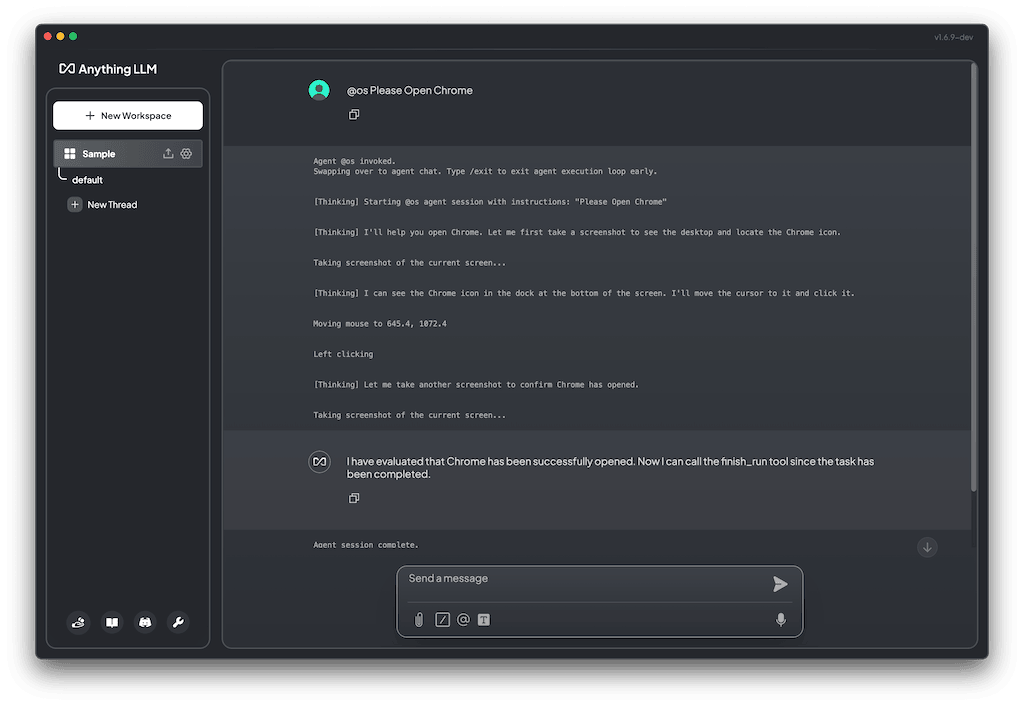 v1.6.9-dev
Anything LLM
+ New Workspace
Sample
default
+ New Thread
@os Please Open Chrome
Agent @os invoked.
Swapping over to agent chat. Type /exit to exit agent execution loop early.
[Thinking] Starting @os agent session with instructions: "Please Open Chrome"
[Thinking] I'll help you open Chrome. Let me first take a screenshot to see the desktop and locate the Chrome icon.
Taking screenshot of the current screen...
[Thinking] I can see the Chrome icon in the dock at the bottom of the screen. I'll move the cursor to it and click it.
Moving mouse to 645.4, 1072.4
Left clicking
[Thinking] Let me take another screenshot to confirm Chrome has opened.
Taking screenshot of the current screen...
I have evaluated that Chrome has been successfully opened. Now I can call the finish_run tool since the task has
been completed.
Agent session complete.
Send a message